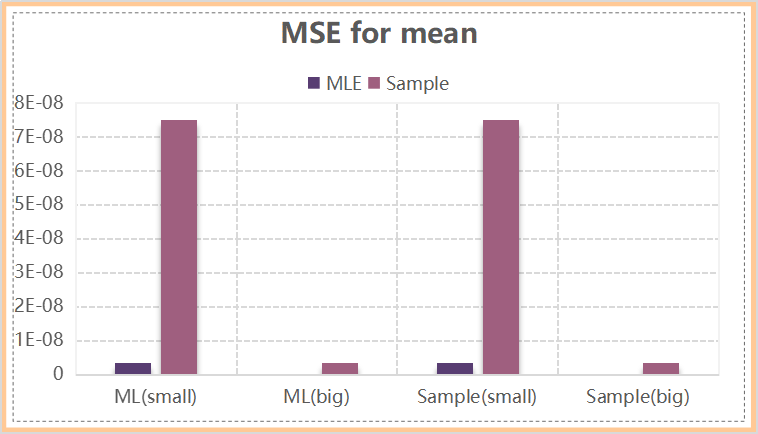 MSE for mean
MLE Sample
8E-08
7E-08
6E-08
5E-08
4E-08
3E-08
2E-08
1E-08
0
ML(small) ML(big) Sample(small) Sample(big)